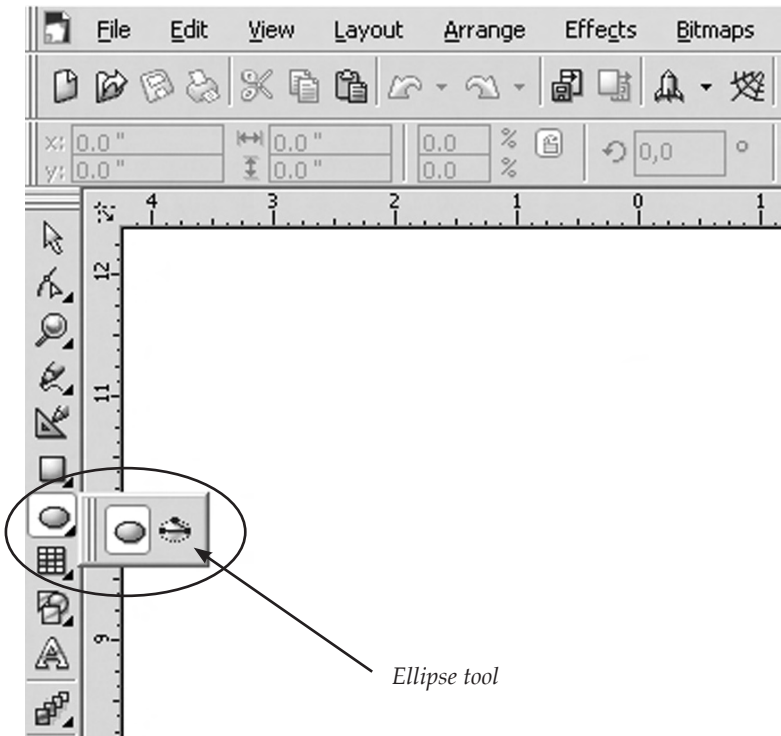 File Edit View Layout Arrange Effects Bitmaps
x: 0.0 " 0.0 " 0.0 % 0,0 °
y: 0.0 " 0.0 " 0.0 %
4 3 2 1 0 1
12
11
9
Ellipse tool